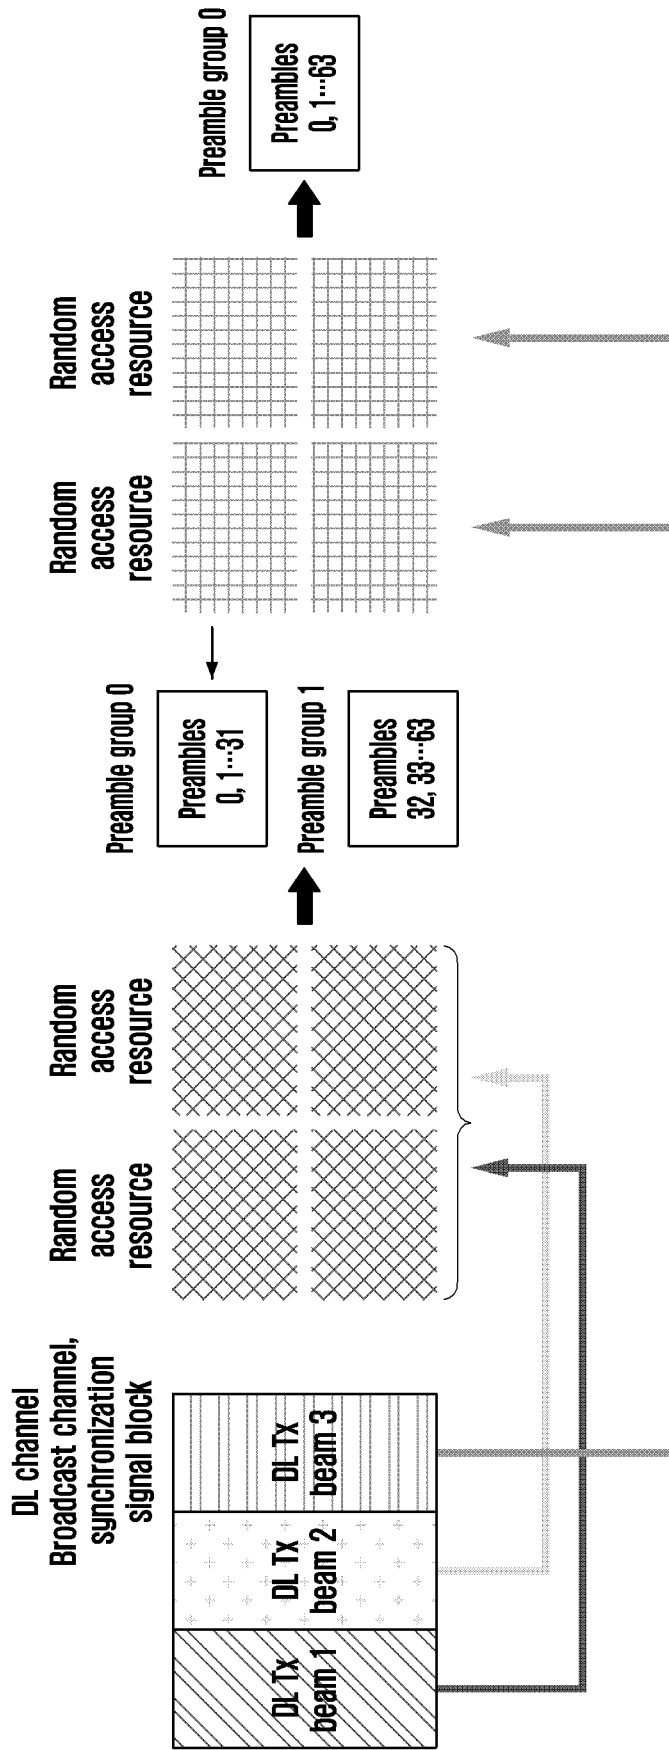 DL channel
Broadcast channel,
synchronization
signal block
DL Tx
beam 1
DL Tx
beam 2
DL Tx
beam 3
Random
access
resource
Random
access
resource
Preamble group 0
Preambles
0, 1···31
Preamble group 1
Preambles
32, 33···63
Random
access
resource
Random
access
resource
Preamble group 0
Preambles
0, 1···63